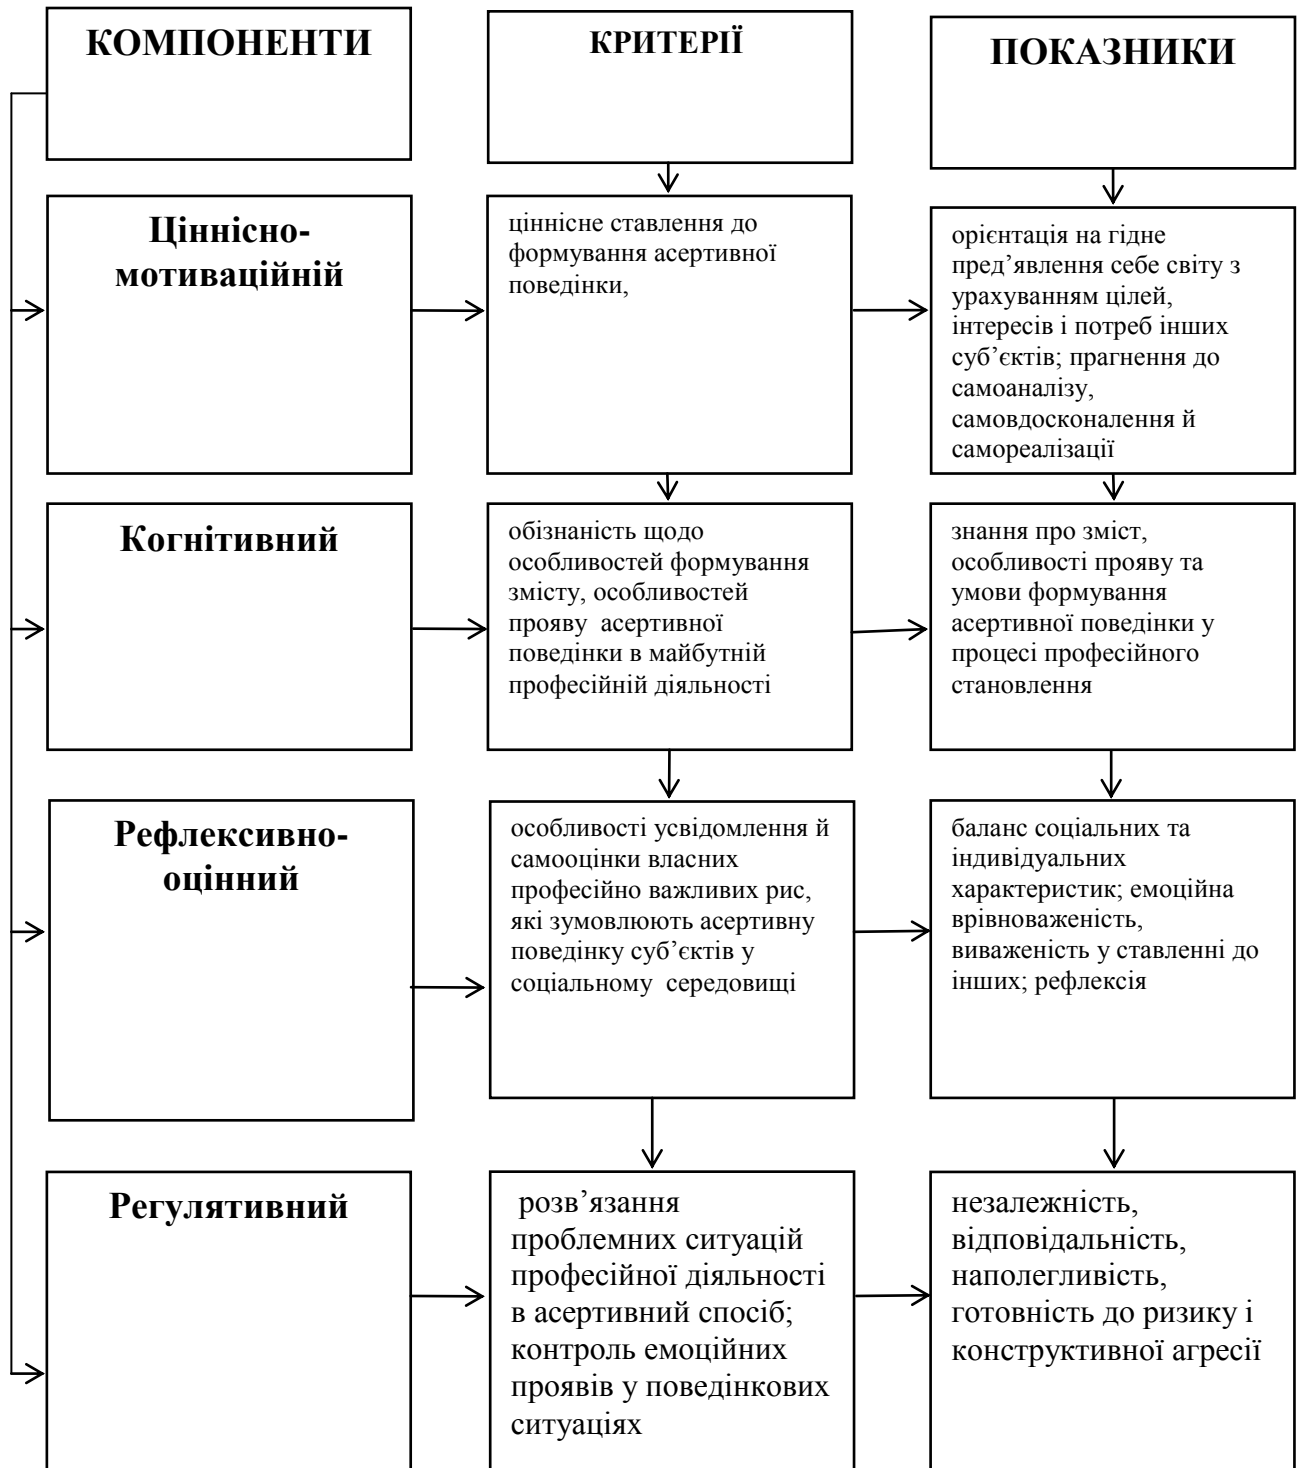 КОМПОНЕНТИ
КРИТЕРІЇ
ПОКАЗНИКИ
Ціннісно-
мотиваційній
ціннісне ставлення до
формування асертивної
поведінки,
орієнтація на гідне
пред’явлення себе світу з
урахуванням цілей,
інтересів і потреб інших
суб’єктів; прагнення до
самоаналізу,
самовдосконалення й
самореалізації
Когнітивний
обізнаність щодо
особливостей формування
змісту, особливостей
прояву асертивної
поведінки в майбутній
професійній діяльності
знання про зміст,
особливості прояву та
умови формування
асертивної поведінки у
процесі професійного
становлення
Рефлексивно-
оцінний
особливості усвідомлення й
самооцінки власних
професійно важливих рис,
які зумовлюють асертивну
поведінку суб’єктів у
соціальному середовищі
баланс соціальних та
індивідуальних
характеристик; емоційна
врівноваженість,
виваженість у ставленні до
інших; рефлексія
Регулятивний
розв’язання
проблемних ситуацій
професійної діяльності
в асертивний спосіб;
контроль емоційних
проявів у поведінкових
ситуаціях
незалежність,
відповідальність,
наполегливість,
готовність до ризику і
конструктивної агресії